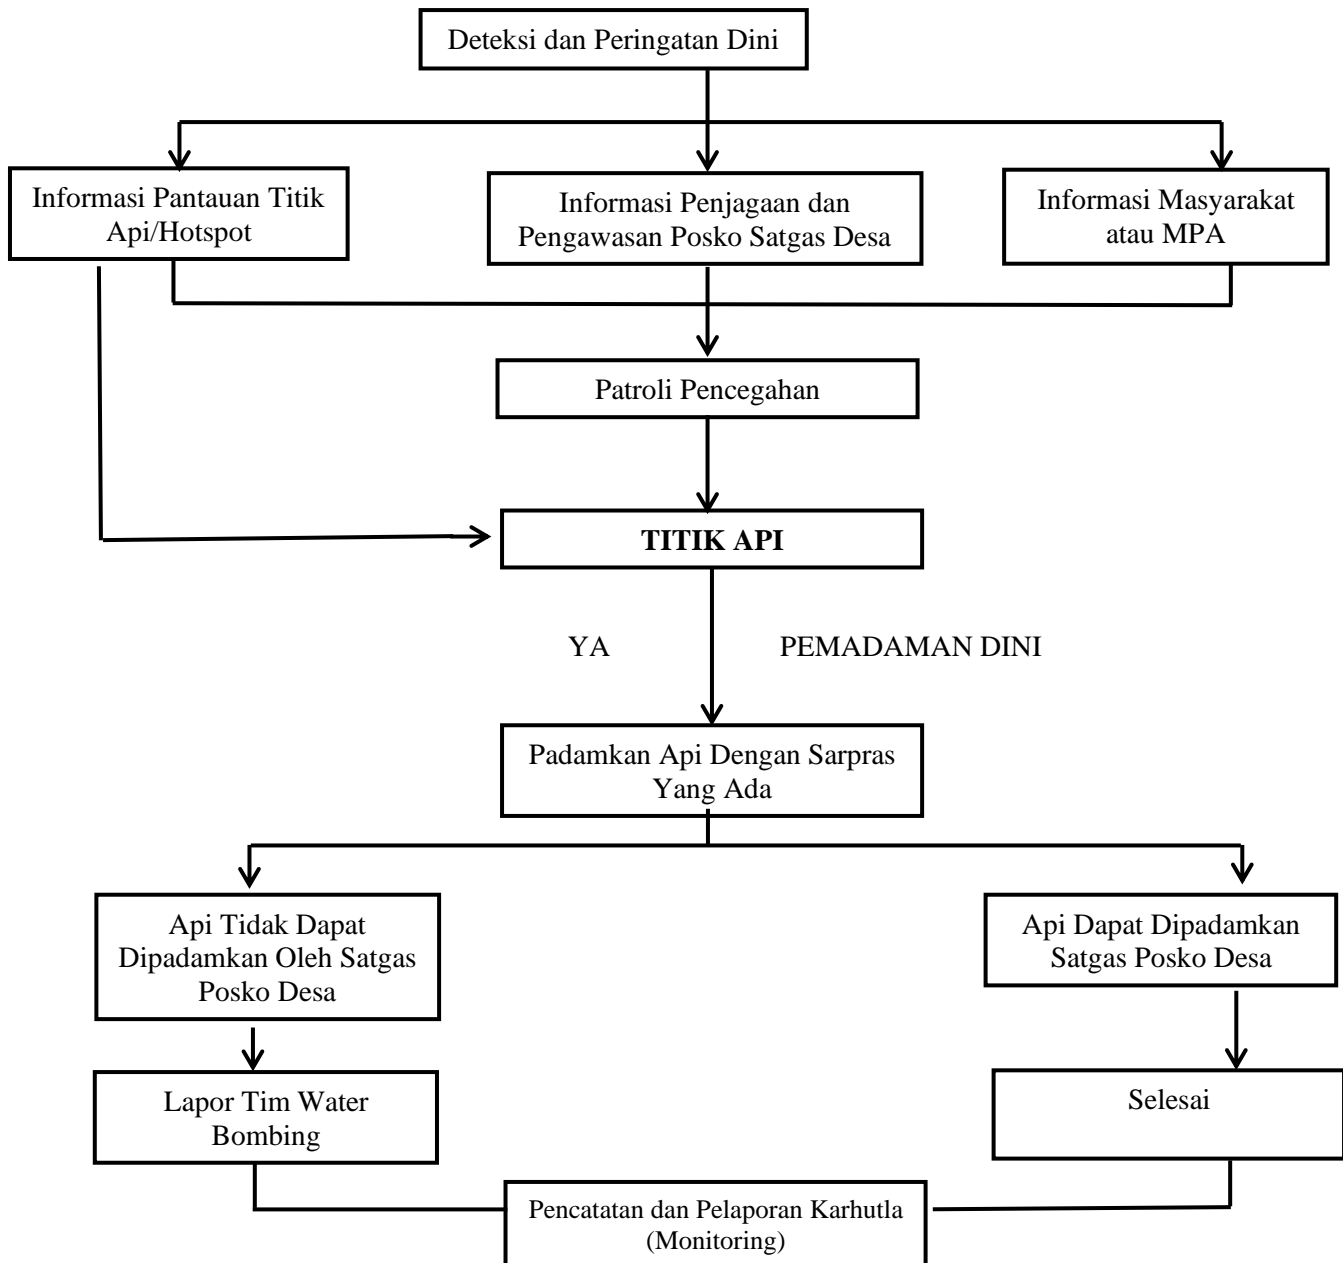 Deteksi dan Peringatan Dini
Informasi Pantauan Titik
Api/Hotspot
Informasi Penjagaan dan
Pengawasan Posko Satgas Desa
Informasi Masyarakat
atau MPA
Patroli Pencegahan
TITIK API
YA
PEMADAMAN DINI
Padamkan Api Dengan Sarpras
Yang Ada
Api Tidak Dapat
Dipadamkan Oleh Satgas
Posko Desa
Api Dapat Dipadamkan
Satgas Posko Desa
Lapor Tim Water
Bombing
Selesai
Pencatatan dan Pelaporan Karhutla
(Monitoring)